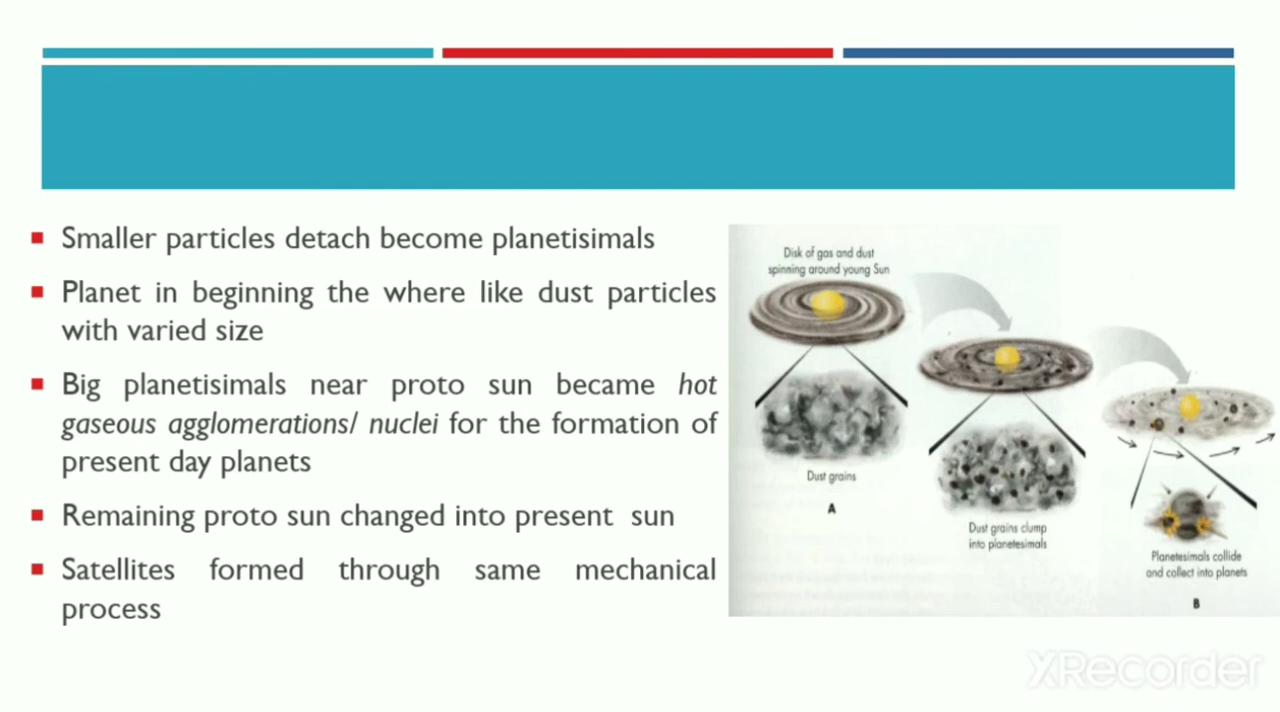 Smaller particles detach become planetisimals
Planet in beginning the where like dust particles
with varied size
Big planetisimals near proto sun became hot
gaseous agglomerations/ nuclei for the formation of
present day planets
Remaining proto sun changed into present sun
Satellites formed through same mechanical
process
Disk of gas and dust
spinning around young Sun
Dust grains
A
Dust grains clump
into planetesimals
Planetesimals collide
and collect into planets
B
XRecorder